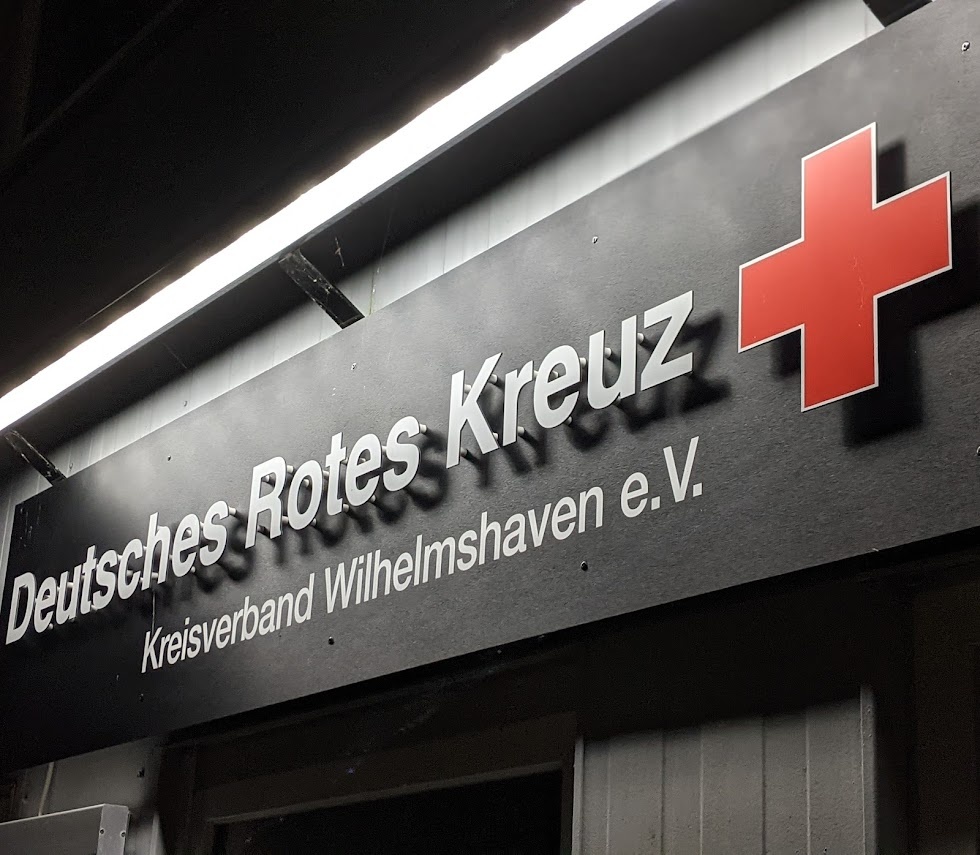 Deutsches Rotes Kreuz
Kreisverband Wilhelmshaven e.V.